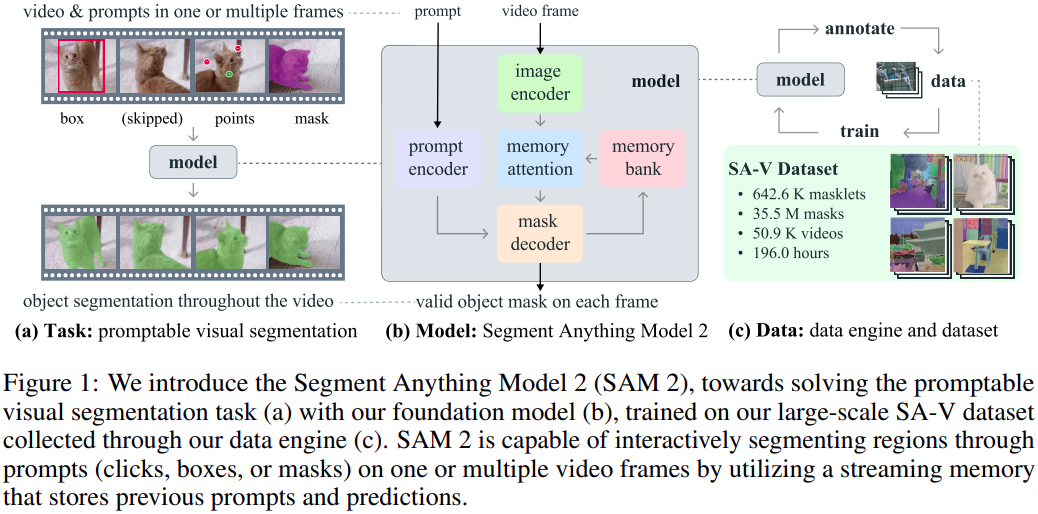 video & prompts in one or multiple frames
box
(skipped)
points
mask
model
object segmentation throughout the video
(a) Task: promptable visual segmentation
prompt
video frame
image encoder
model
prompt encoder
memory attention
memory bank
mask decoder
valid object mask on each frame
(b) Model: Segment Anything Model 2
annotate
model
data
train
SA-V Dataset
• 642.6 K masklets
• 35.5 M masks
• 50.9 K videos
• 196.0 hours
(c) Data: data engine and dataset
Figure 1: We introduce the Segment Anything Model 2 (SAM 2), towards solving the promptable
visual segmentation task (a) with our foundation model (b), trained on our large-scale SA-V dataset
collected through our data engine (c). SAM 2 is capable of interactively segmenting regions through
prompts (clicks, boxes, or masks) on one or multiple video frames by utilizing a streaming memory
that stores previous prompts and predictions.